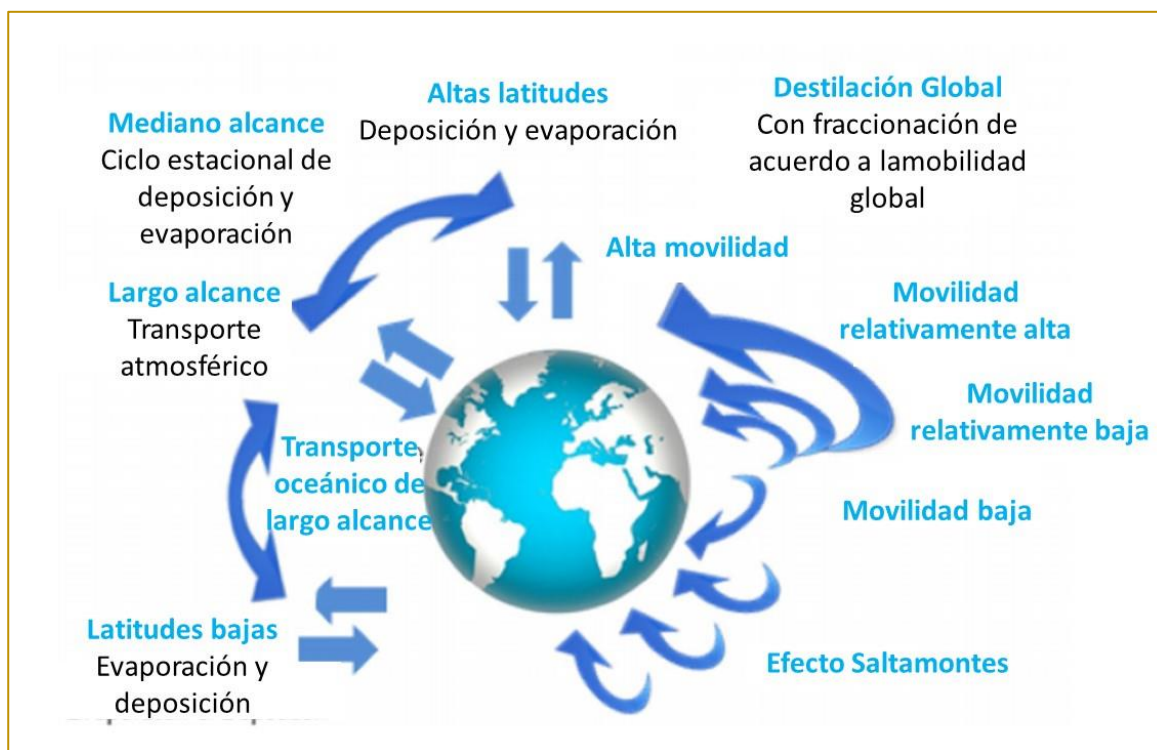 Altas latitudes
Deposición y evaporación
Destilación Global
Con fraccionación de
acuerdo a lamobilidad
global
Mediano alcance
Ciclo estacional de
deposición y
evaporación
Alta movilidad
Largo alcance
Transporte
atmosférico
Movilidad
relativamente alta
Movilidad
relativamente baja
Transporte
oceánico de
largo alcance
Movilidad baja
Latitudes bajas
Evaporación y
deposición
Efecto Saltamontes